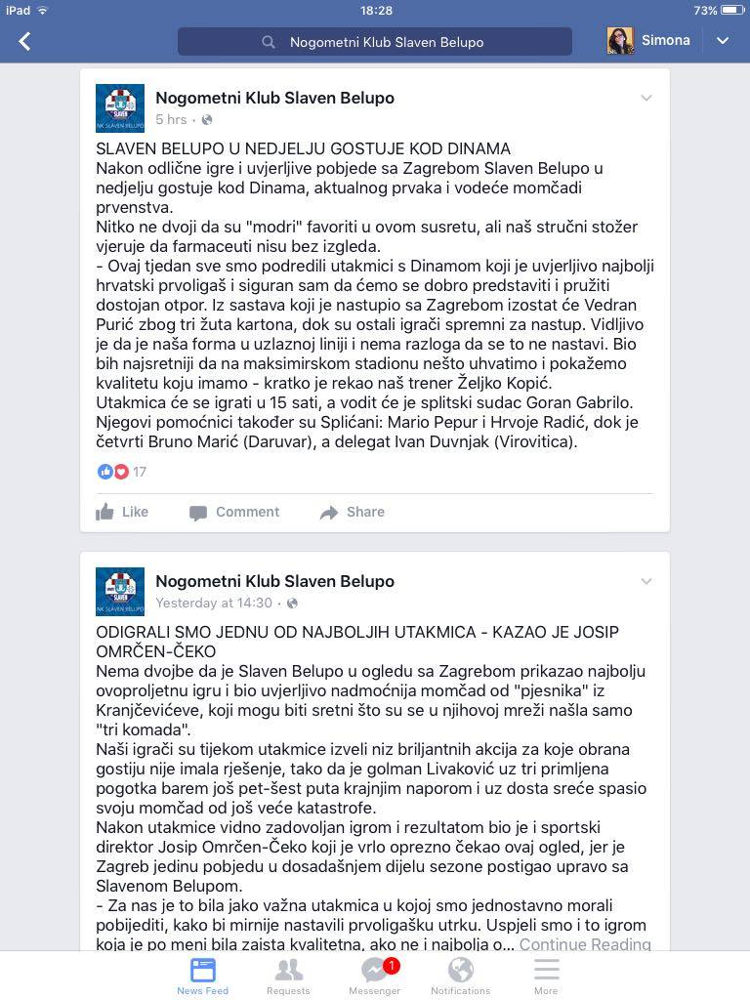 iPad 18:28 73%
Nogometni Klub Slaven Belupo Simona
Nogometni Klub Slaven Belupo
5 hrs ·
SLAVEN BELUPO U NEDJELJU GOSTUJE KOD DINAMA
Nakon odlične igre i uvjerljive pobjede sa Zagrebom Slaven Belupo u
nedjelju gostuje kod Dinama, aktualnog prvaka i vodeće momčadi
prvenstva.
Nitko ne dvoji da su "modri" favoriti u ovom susretu, ali naš stručni stožer
vjeruje da farmaceuti nisu bez izgleda.
- Ovaj tjedan sve smo podredili utakmici s Dinamom koji je uvjerljivo najbolji
hrvatski prvoligaš i siguran sam da ćemo se dobro predstaviti i pružiti
dostojan otpor. Iz sastava koji je nastupio sa Zagrebom izostat će Vedran
Purić zbog tri žuta kartona, dok su ostali igrači spremni za nastup. Vidljivo
je da je naša forma u uzlaznoj liniji i nema razloga da se to ne nastavi. Bio
bih najsretniji da na maksimirskom stadionu nešto uhvatimo i pokažemo
kvalitetu koju imamo - kratko je rekao naš trener Željko Kopić.
Utakmica će se igrati u 15 sati, a vodit će je splitski sudac Goran Gabrilo.
Njegovi pomoćnici također su Splićani: Mario Pepur i Hrvoje Radić, dok je
četvrti Bruno Marić (Daruvar), a delegat Ivan Duvnjak (Virovitica).
17
Like Comment Share
Nogometni Klub Slaven Belupo
Yesterday at 14:30 ·
ODIGRALI SMO JEDNU OD NAJBOLJIH UTAKMICA - KAZAO JE JOSIP
OMRČEN-ČEKO
Nema dvojbe da je Slaven Belupo u ogledu sa Zagrebom prikazao najbolju
ovoproljetnu igru i bio uvjerljivo nadmoćnija momčad od "pjesnika" iz
Kranjčevićeve, koji mogu biti sretni što su se u njihovoj mreži našla samo
"tri komada".
Naši igrači su tijekom utakmice izveli niz briljantnih akcija za koje obrana
gostiju nije imala rješenje, tako da je golman Livaković uz tri primljena
pogotka barem još pet-šest puta krajnjim naporom i uz dosta sreće spasio
svoju momčad od još veće katastrofe.
Nakon utakmice vidno zadovoljan igrom i rezultatom bio je i sportski
direktor Josip Omrčen-Čeko koji je vrlo oprezno čekao ovaj ogled, jer je
Zagreb jedinu pobjedu u dosadašnjem dijelu sezone postigao upravo sa
Slavenom Belupom.
- Za nas je to bila jako važna utakmica u kojoj smo jednostavno morali
pobijediti, kako bi mirnije nastavili prvoligašku utrku. Uspjeli smo i to igrom
koja je po meni bila zaista kvalitetna, ako ne i najbolja o... Continue Reading
1
News Feed Requests Messenger Notifications More